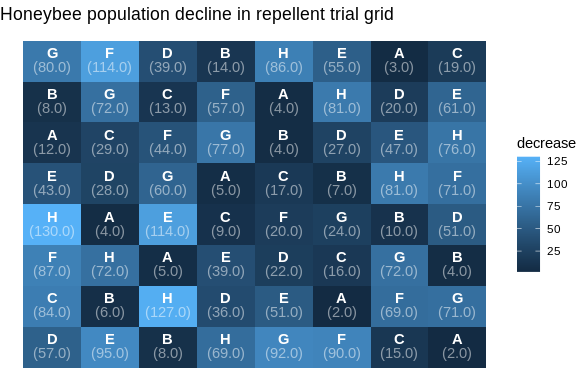 Honeybee population decline in repellent trial grid
G F D B H E A C
(80.0) (114.0) (39.0) (14.0) (86.0) (55.0) (3.0) (19.0)
B G C F A H D E
(8.0) (72.0) (13.0) (57.0) (4.0) (81.0) (20.0) (61.0)
A C F G B D E H
(12.0) (29.0) (44.0) (77.0) (4.0) (27.0) (47.0) (76.0)
E D G A C B H F
(43.0) (28.0) (60.0) (5.0) (17.0) (7.0) (81.0) (71.0)
H A E C F G B D
(130.0) (4.0) (114.0) (9.0) (20.0) (24.0) (10.0) (51.0)
F H A E D C G B
(87.0) (72.0) (5.0) (39.0) (22.0) (16.0) (72.0) (4.0)
C B H D E A F G
(84.0) (6.0) (127.0) (36.0) (51.0) (2.0) (69.0) (71.0)
D E B H G F C A
(57.0) (95.0) (8.0) (69.0) (92.0) (90.0) (15.0) (2.0)
decrease
125
100
75
50
25